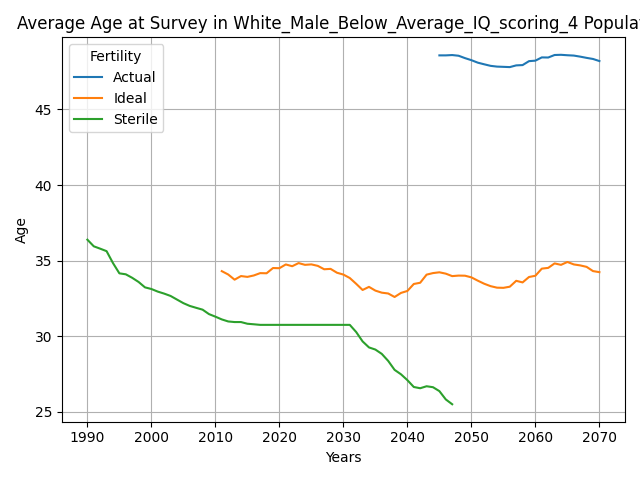 Average Age at Survey in White_Male_Below_Average_IQ_scoring_4 Popula
Fertility
Actual
Ideal
Sterile
45
40
35
30
25
Age
1990 2000 2010 2020 2030 2040 2050 2060 2070
Years